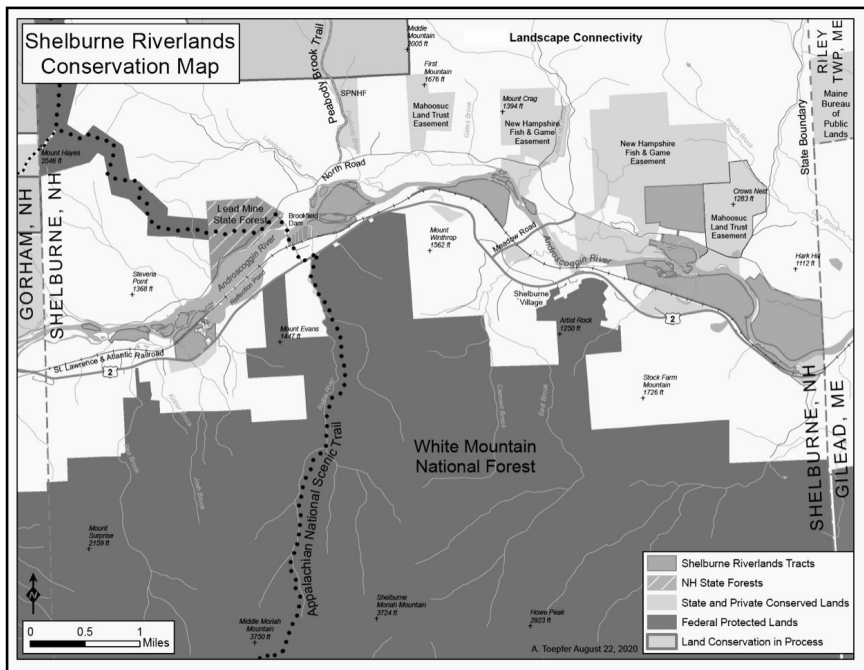 Shelburne Riverlands
Conservation Map
Middle
Mountain
2005 ft
Landscape Connectivity
RILEY
TWP, ME
Peabody Brook Trail
First
Mountain
1676 ft
SPNHF
Mahoosuc
Land Trust
Easement
Mount Crag
1394 ft
New Hampshire
Fish & Game
Easement
New Hampshire
Fish & Game
Easement
Maine
Bureau of
Public
Lands
State Boundary
Mount Hayes
2546 ft
North Road
GORHAM, NH
SHELBURNE, NH
Lead Mine
State Forest
Brookfield
Dam
Crows Nest
1283 ft
Mahoosuc
Land Trust
Easement
Androscoggin River
Reflection Pond
Mount
Winthrop
1562 ft
Meadow Road
Androscoggin River
Hark Hill
1112 ft
Stevens
Point
1368 ft
Shelburne
Village
Artist Rock
1250 ft
2
Mount Evans
1447 ft
St. Lawrence & Atlantic Railroad
2
Stock Farm
Mountain
1726 ft
SHELBURNE, NH
GILEAD, ME
Clement Brook
White Mountain
National Forest
Appalachian National Scenic Trail
Mount
Surprise
2159 ft
N
0 0.5 1
Miles
Middle Moriah
Mountain
3750 ft
Shelburne
Moriah Mountain
3724 ft
Howe Peak
2923 ft
A. Toepfer August 22, 2020
Shelburne Riverlands Tracts
NH State Forests
State and Private Conserved Lands
Federal Protected Lands
Land Conservation in Process